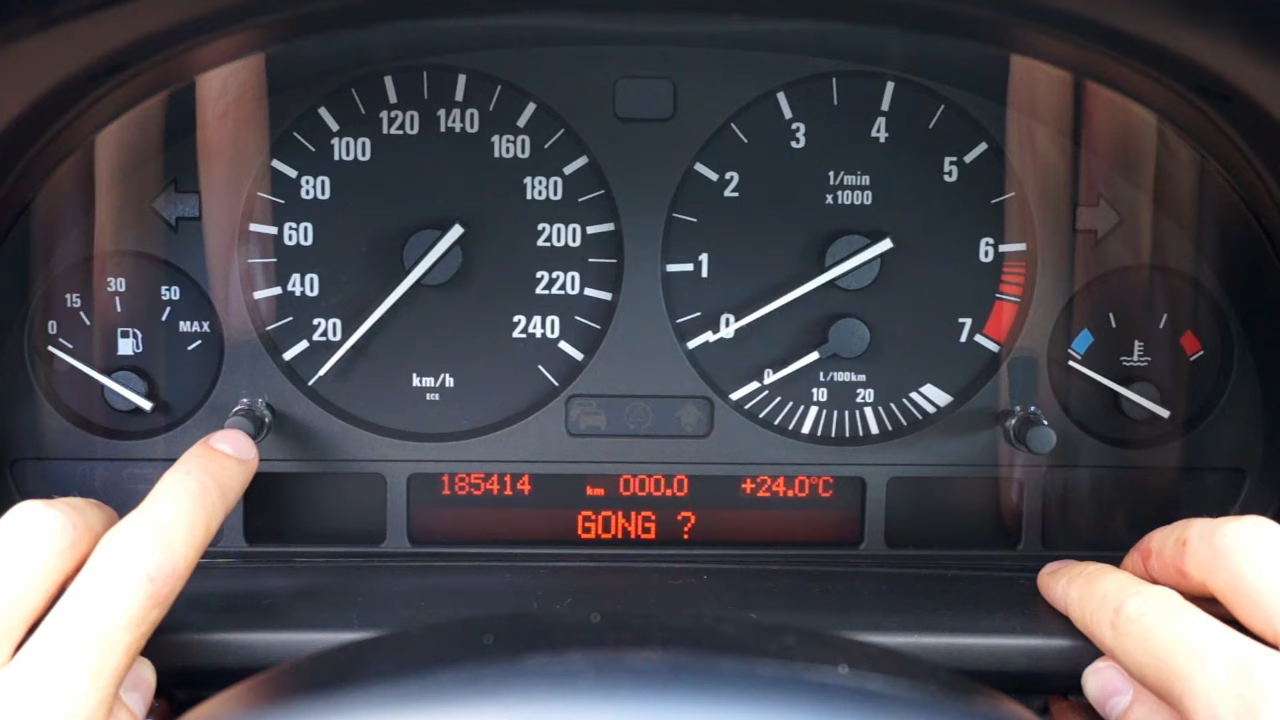 0 15 30 50 MAX
20 40 60 80 100 120 140 160 180 200 220 240
km/h
ECE
0 1 2 3 4 5 6 7
1/min
x1000
0 10 20
L/100km
185414 km 000.0 +24.0°C
GONG ?